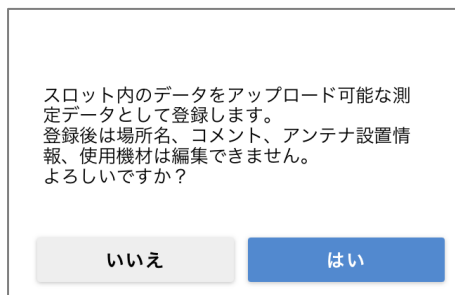 スロット内のデータをアップロード可能な測
定データとして登録します。
登録後は場所名、コメント、アンテナ設置情
報、使用機材は編集できません。
よろしいですか？
いいえ
はい